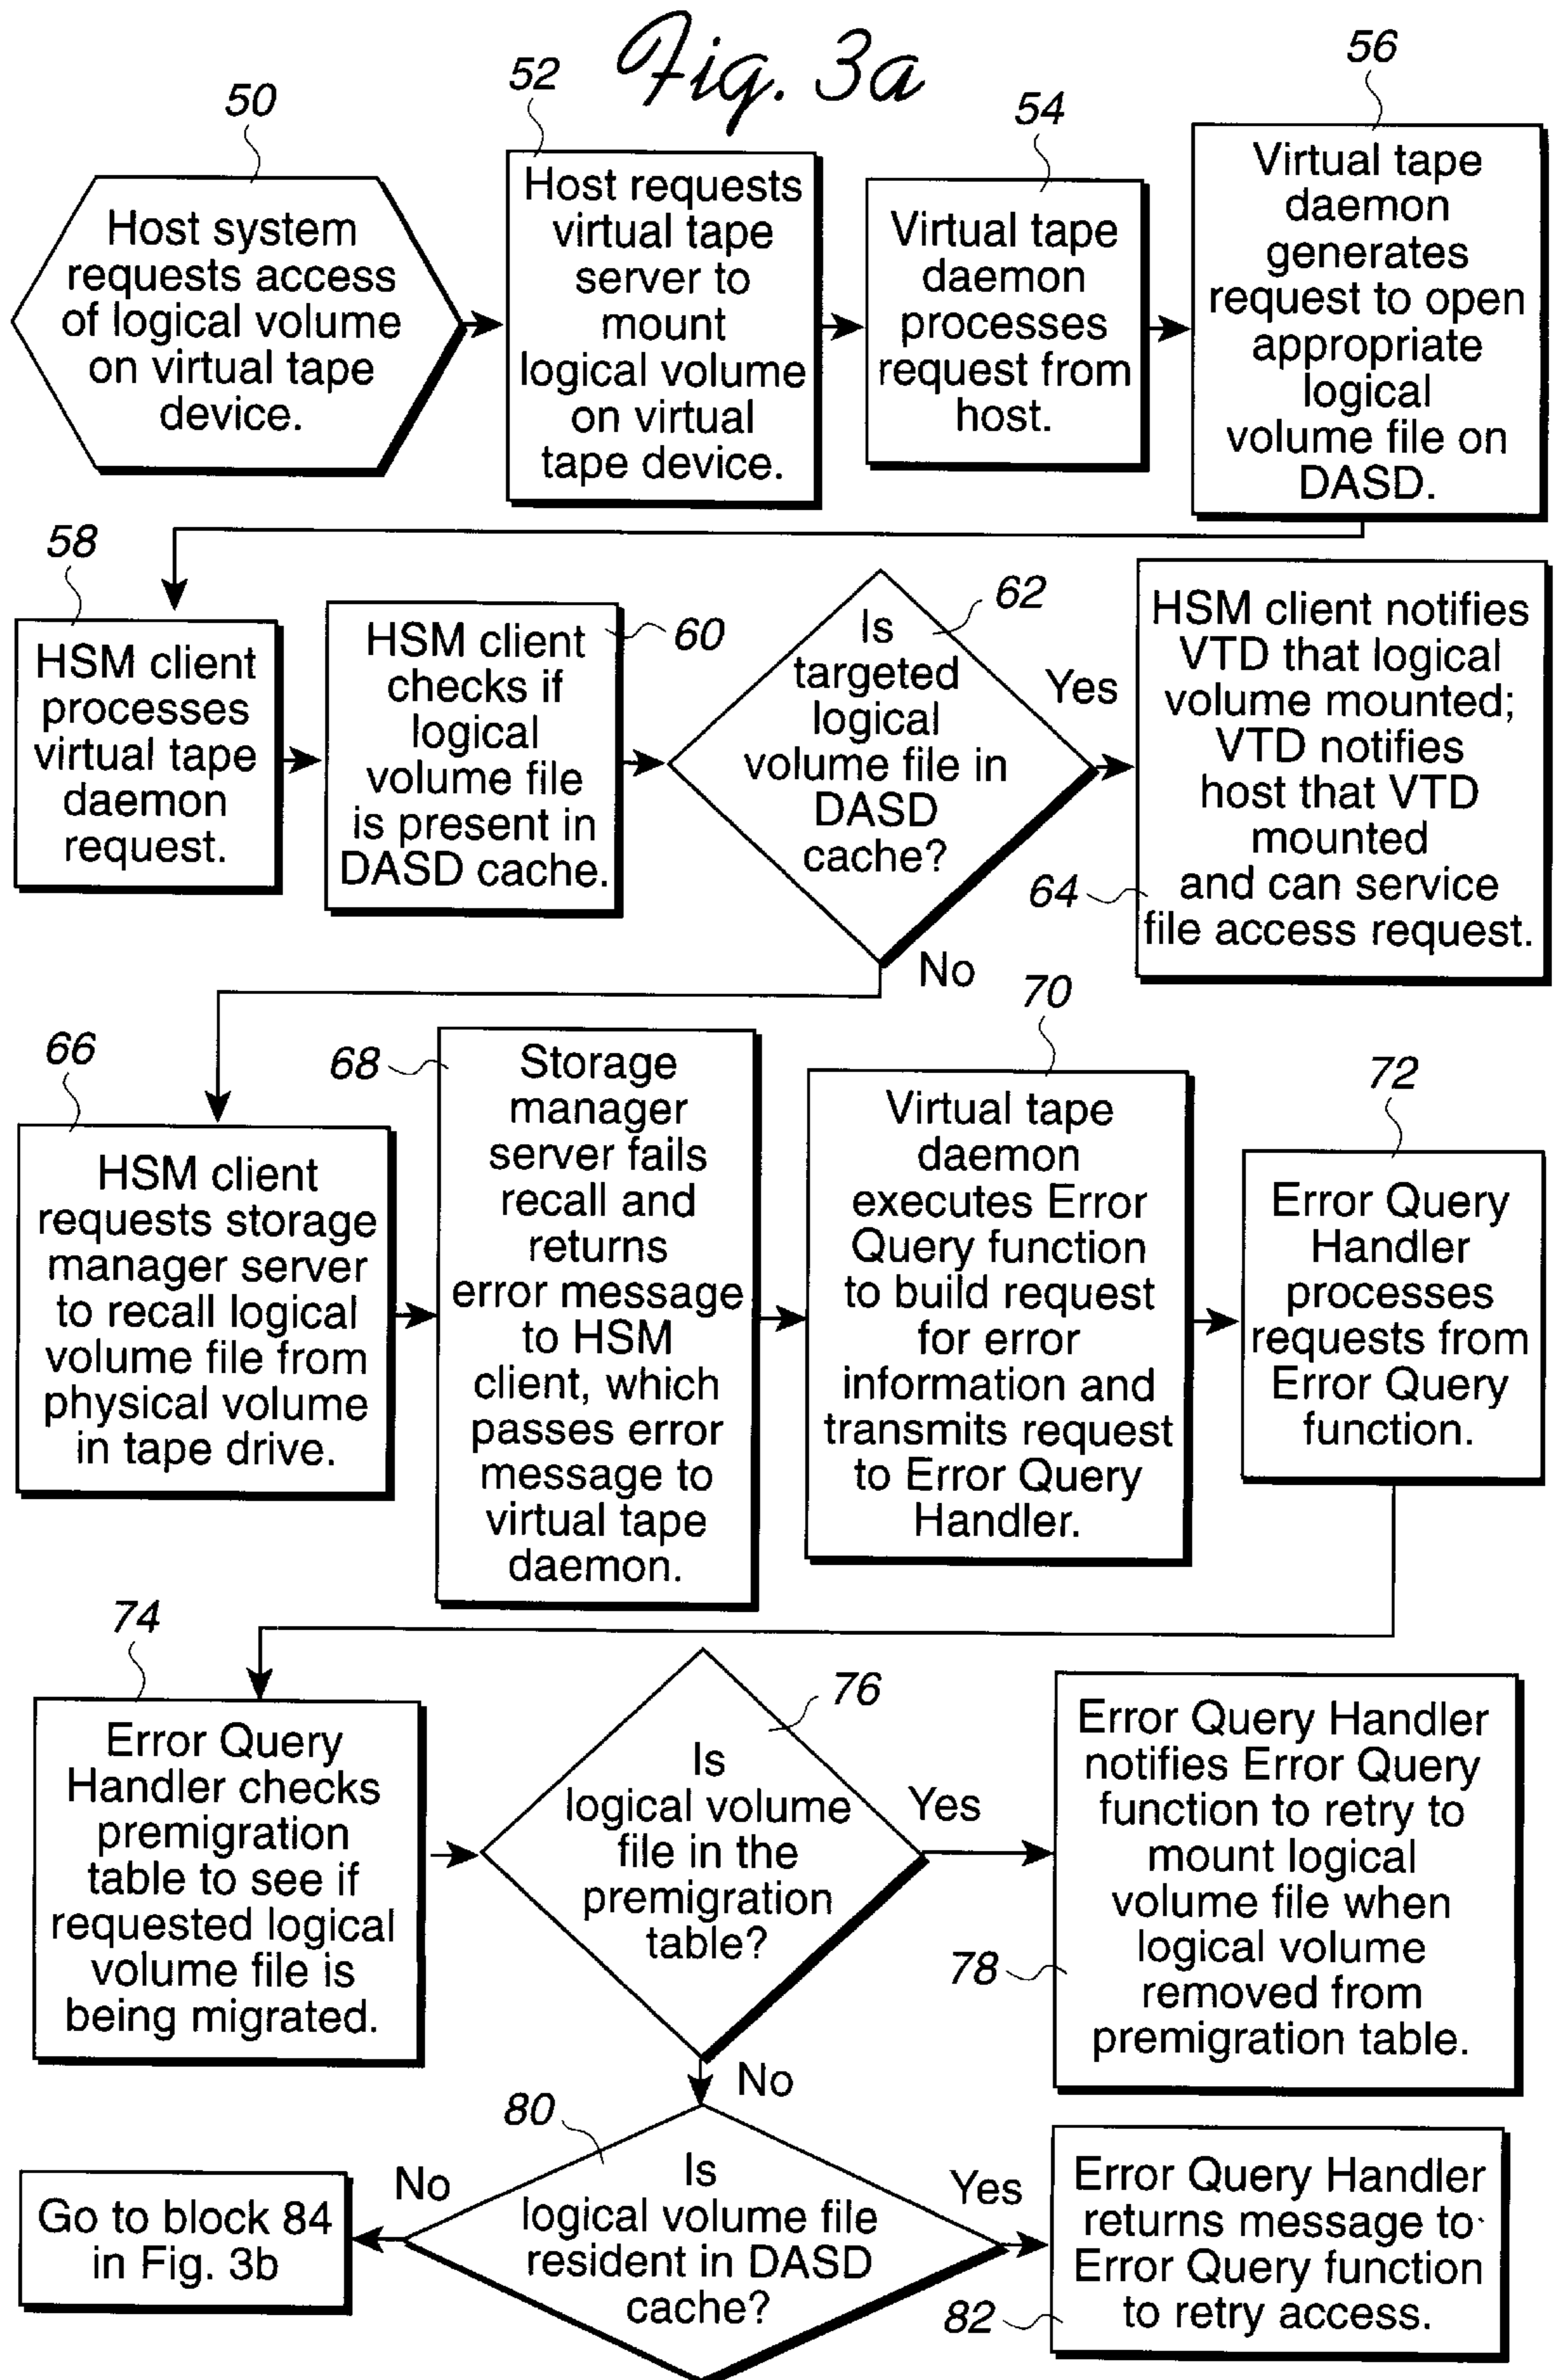 Fig. 3a
50
Host system
requests access
of logical volume
on virtual tape
device.
52
Host requests
virtual tape
server to
mount
logical volume
on virtual
tape device.
54
Virtual tape
daemon
processes
request from
host.
56
Virtual tape
daemon
generates
request to open
appropriate
logical
volume file on
DASD.
58
HSM client
processes
virtual tape
daemon
request.
60
HSM client
checks if
logical
volume file
is present in
DASD cache.
62
Is
targeted
logical
volume file in
DASD
cache?
Yes
No
64
HSM client notifies
VTD that logical
volume mounted;
VTD notifies
host that VTD
mounted
and can service
file access request.
66
HSM client
requests storage
manager server
to recall logical
volume file from
physical volume
in tape drive.
68
Storage
manager
server fails
recall and
returns
error message
to HSM
client, which
passes error
message to
virtual tape
daemon.
70
Virtual tape
daemon
executes Error
Query function
to build request
for error
information and
transmits request
to Error Query
Handler.
72
Error Query
Handler
processes
requests from
Error Query
function.
74
Error Query
Handler checks
premigration
table to see if
requested logical
volume file is
being migrated.
76
Is
logical volume
file in the
premigration
table?
Yes
No
78
Error Query Handler
notifies Error Query
function to retry to
mount logical
volume file when
logical volume
removed from
premigration table.
80
Is
logical volume file
resident in DASD
cache?
No
Yes
Go to block 84
in Fig. 3b
82
Error Query Handler
returns message to
Error Query function
to retry access.